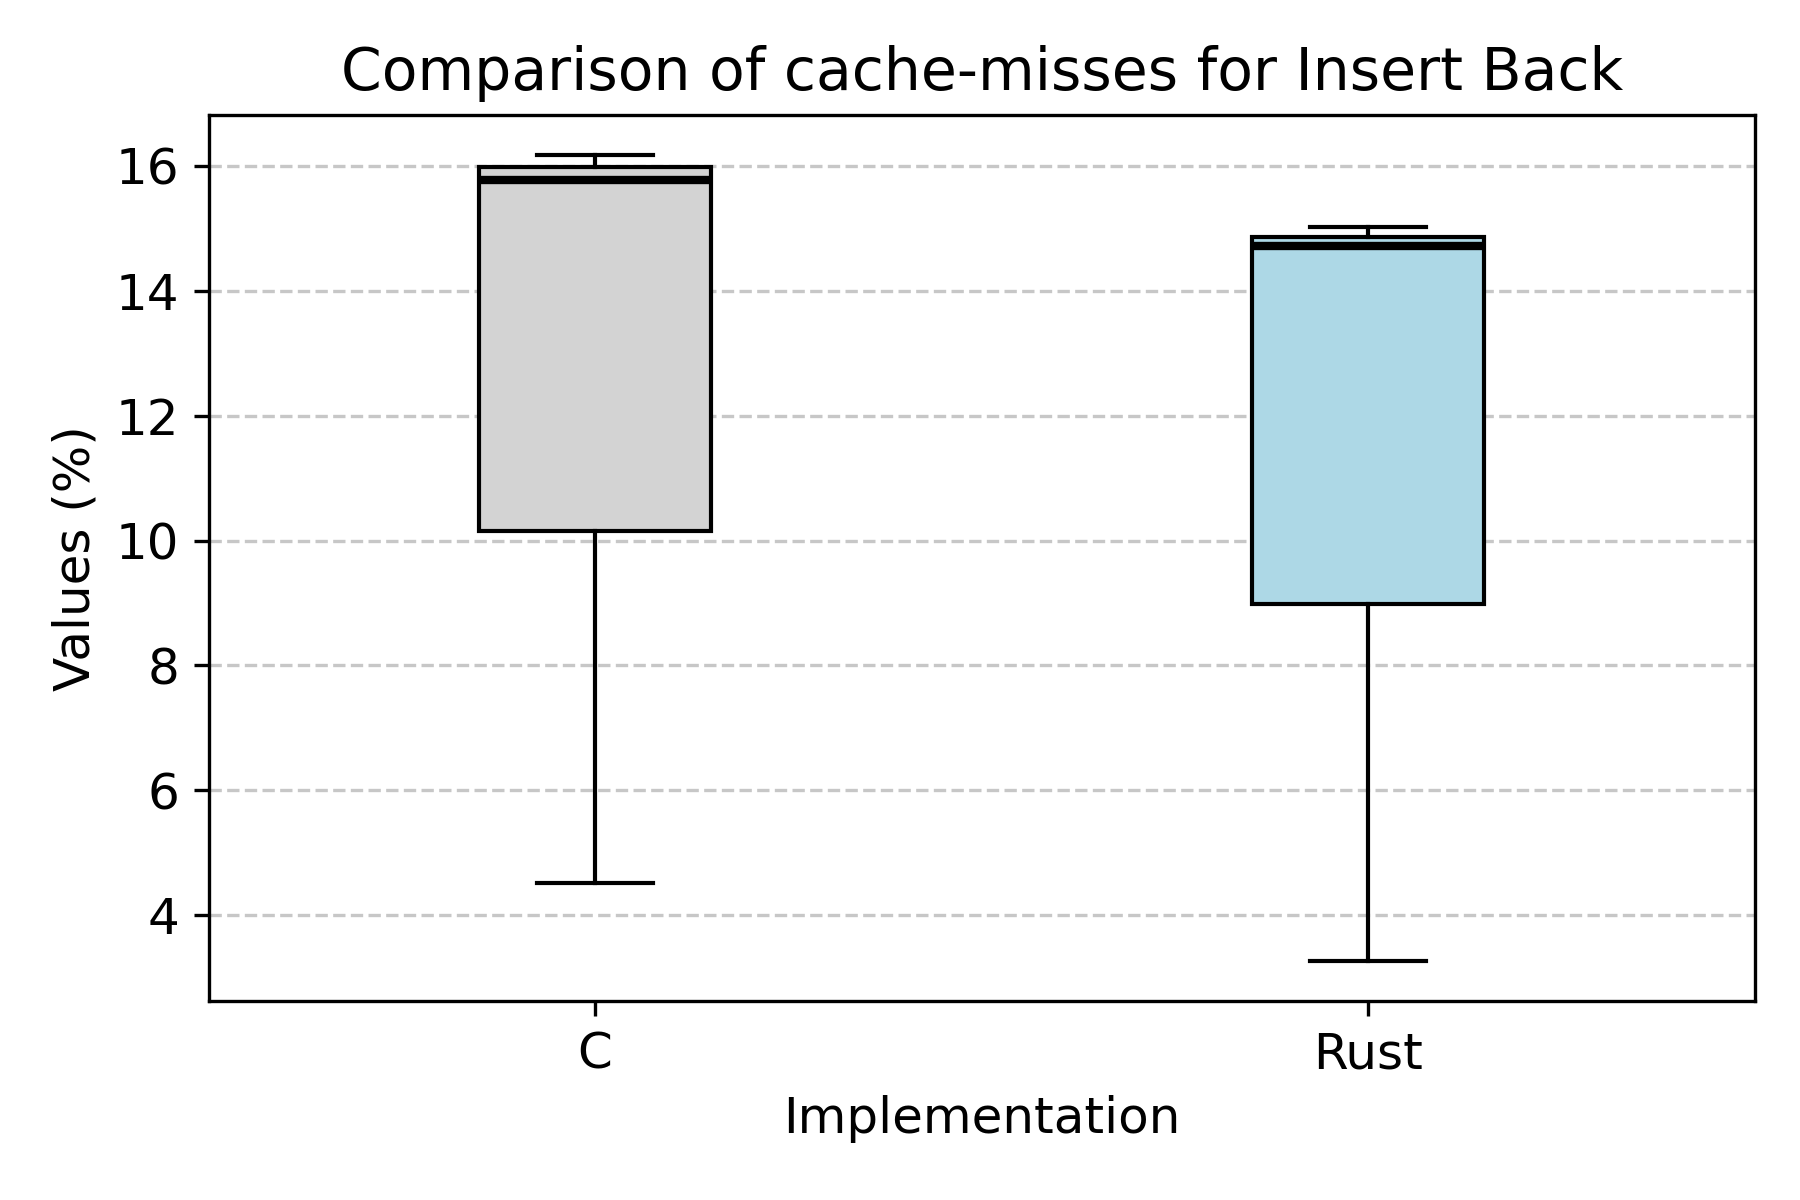 Comparison of cache-misses for Insert Back
Values (%)
16
14
12
10
8
6
4
C
Rust
Implementation